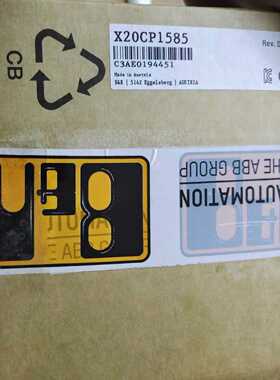 X20CP1585
Rev.
C3AE0194451
Made in Austria
B&R | 5142 Eggelsberg | AUSTRIA
CB
AUTOMATION
THE ABB GROUP